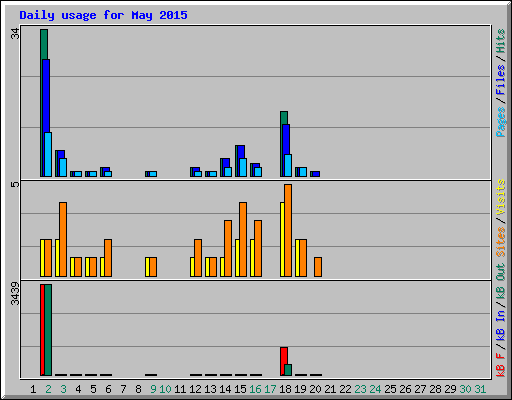 Daily usage for May 2015
34
Pages / Files / Hits
5
Sites / Visits
3439
kB F / kB In / kB Out
1 2 3 4 5 6 7 8 9 10 11 12 13 14 15 16 17 18 19 20 21 22 23 24 25 26 27 28 29 30 31